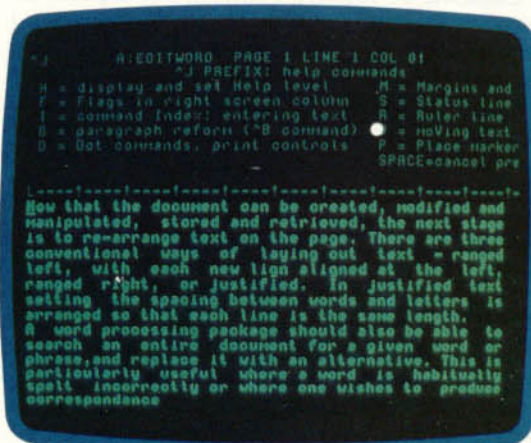 ^J A:EDITWORD PAGE 1 LINE 1 COL 01
^J PREFIX: help commands
H = display and set Help level M = Margins and
F = Flags in right screen column S = Status line
I = command Index: entering text R = Ruler line
B = paragraph reform (^B command) = moVing text
D = Dot commands, print controls P = Place marker
SPACE=cancel pre
L----!----!----!----!----!----!----!----!----!-
Now that the document can be created, modified and
manipulated, stored and retrieved, the next stage
is to re-arrange text on the page. There are three
conventional ways of laying out text - ranged
left, with each new lign aligned at the left,
ranged right, or justified. In justified text
setting the spacing between words and letters is
arranged so that each line is the same length.
A word processing package should also be able to
search an entire document for a given word or
phrase,and replace it with an alternative. This is
particularly useful where a word is habitually
spelt incorrectly or where one wishes to produce
correspondance